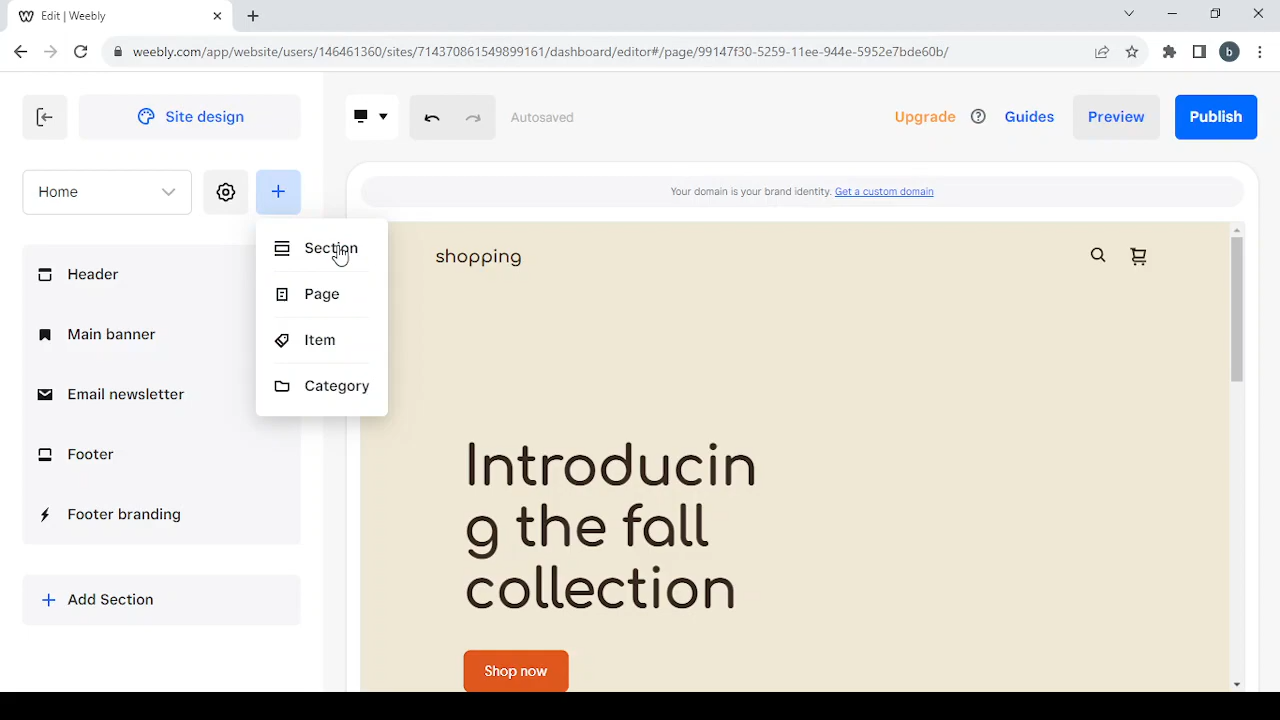 Edit | Weebly
weebly.com/app/website/users/146461360/sites/714370861549899161/dashboard/editor#/page/99147f30-5259-11ee-944e-5952e7bde60b/
b
Site design
Autosaved
Upgrade
Guides
Preview
Publish
Home
Your domain is your brand identity. Get a custom domain
Section
Page
Item
Category
Header
Main banner
Email newsletter
Footer
Footer branding
Add Section
shopping
Introducin
g the fall
collection
Shop now